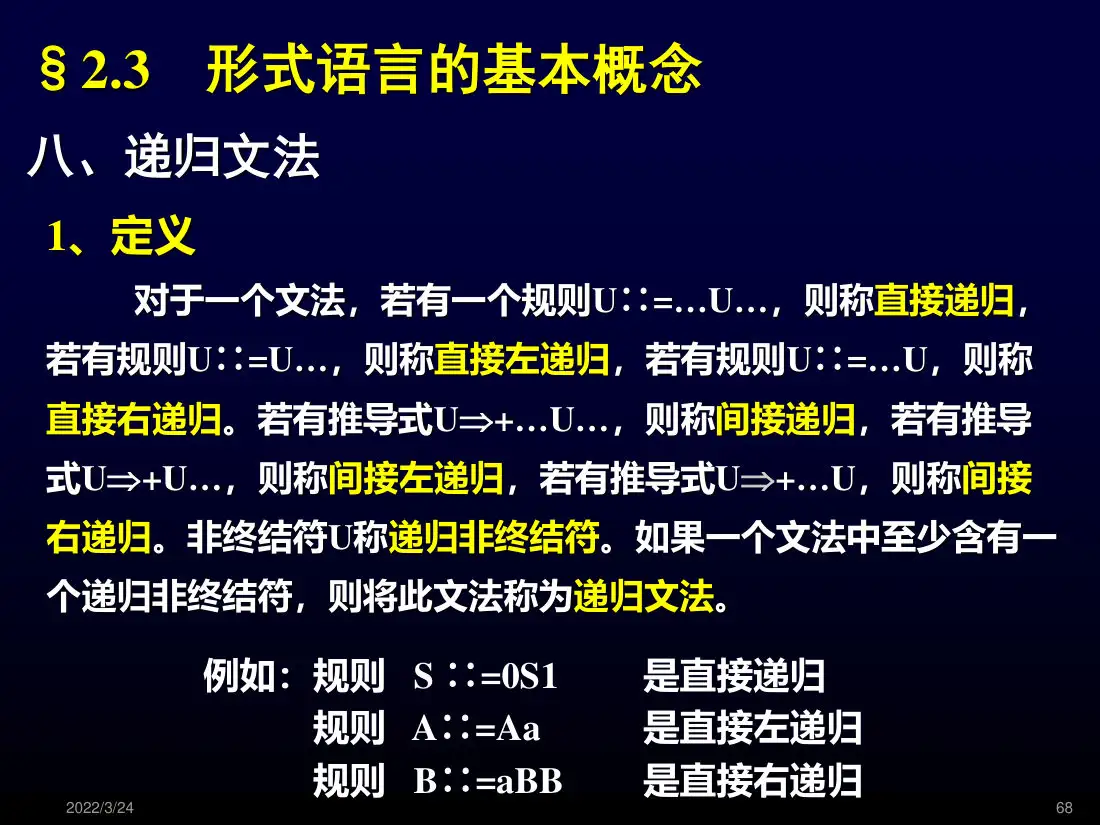 §2.3 形式语言的基本概念
八、递归文法
1、定义
对于一个文法，若有一个规则U∷=…U…，则称直接递归，
若有规则U∷=U…，则称直接左递归，若有规则U∷=…U，则称
直接右递归。若有推导式U⇒+…U…，则称间接递归，若有推导
式U⇒+U…，则称间接左递归，若有推导式U⇒+…U，则称间接
右递归。非终结符U称递归非终结符。如果一个文法中至少含有一
个递归非终结符，则将此文法称为递归文法。
例如：规则 S ∷=0S1 是直接递归
规则 A∷=Aa 是直接左递归
规则 B∷=aBB 是直接右递归
2022/3/24 68